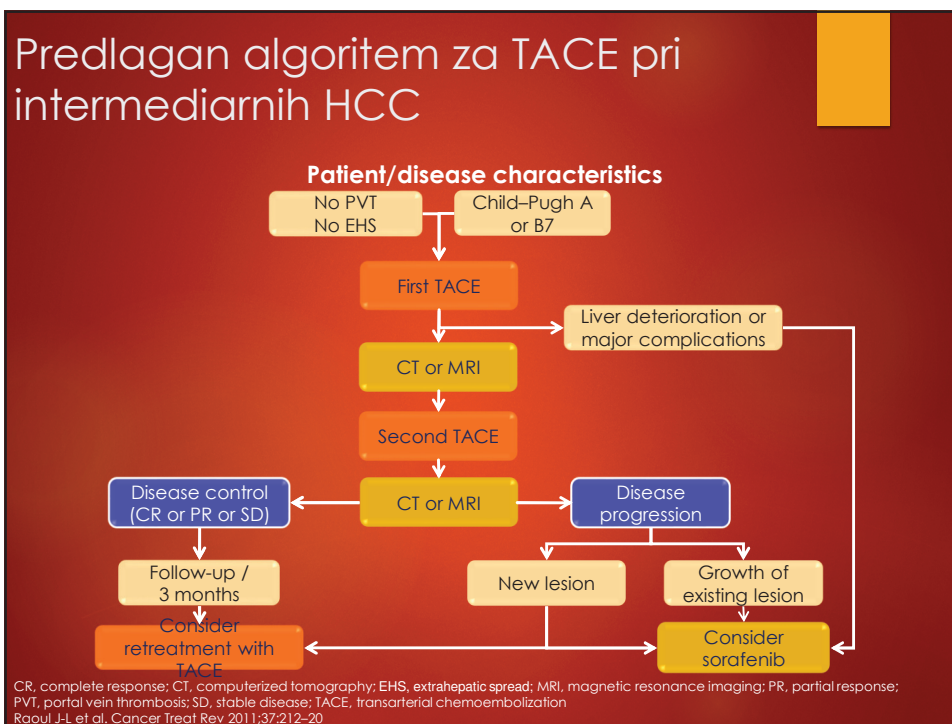 Predlagan algoritem za TACE pri
intermediarnih HCC
Patient/disease characteristics
No PVT
No EHS
Child–Pugh A
or B7
First TACE
Liver deterioration or
major complications
CT or MRI
Second TACE
Disease control
(CR or PR or SD)
CT or MRI
Disease
progression
Follow-up /
3 months
New lesion
Growth of
existing lesion
Consider
retreatment with
TACE
Consider
sorafenib
CR, complete response; CT, computerized tomography; EHS, extrahepatic spread; MRI, magnetic resonance imaging; PR, partial response;
PVT, portal vein thrombosis; SD, stable disease; TACE, transarterial chemoembolization
Raoul J-L et al. Cancer Treat Rev 2011;37:212–20